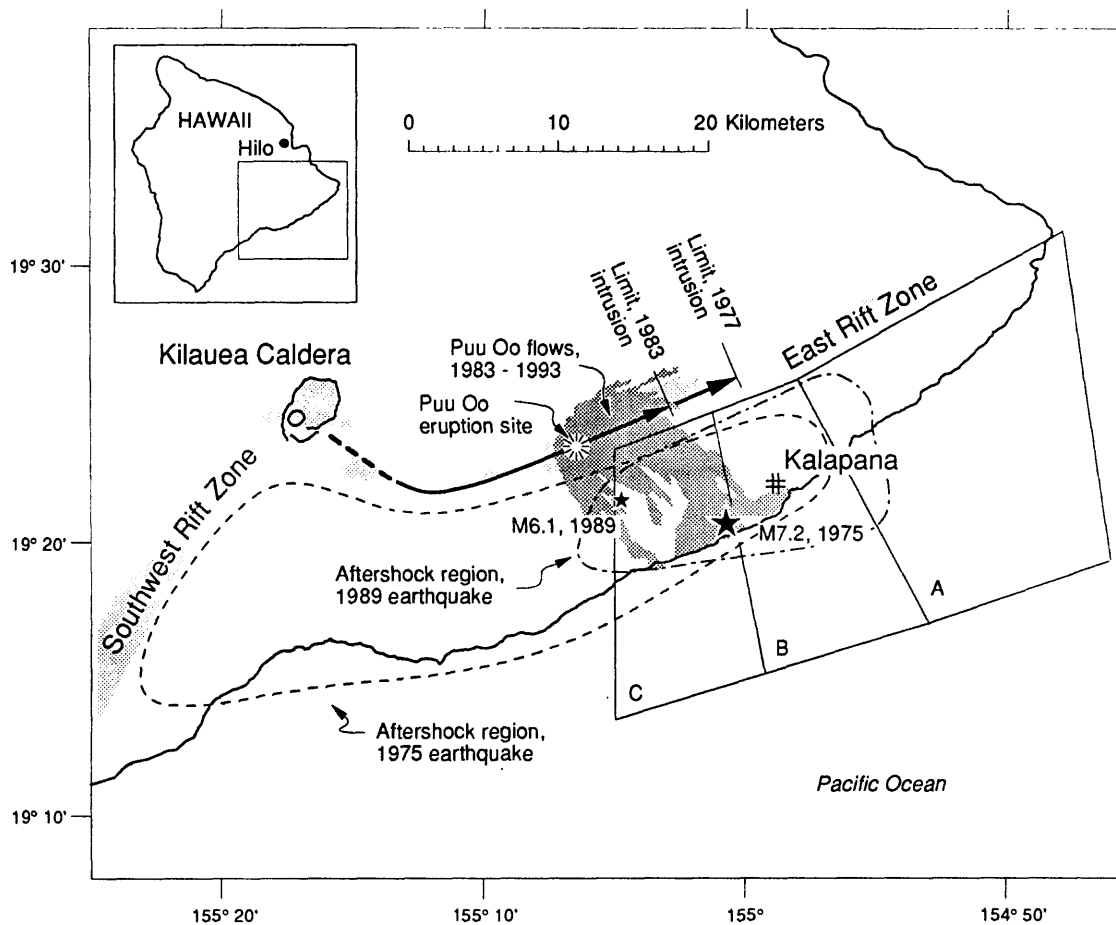 HAWAII
Hilo
0 10 20 Kilometers
19° 30'
19° 20'
19° 10'
Limit, 1977
intrusion
Limit, 1983
intrusion
East Rift Zone
Kilauea Caldera
Puu Oo flows,
1983 - 1993
Puu Oo
eruption site
Kalapana
Southwest Rift Zone
M6.1, 1989
M7.2, 1975
Aftershock region,
1989 earthquake
A
B
C
Aftershock region,
1975 earthquake
Pacific Ocean
155° 20' 155° 10' 155° 154° 50'